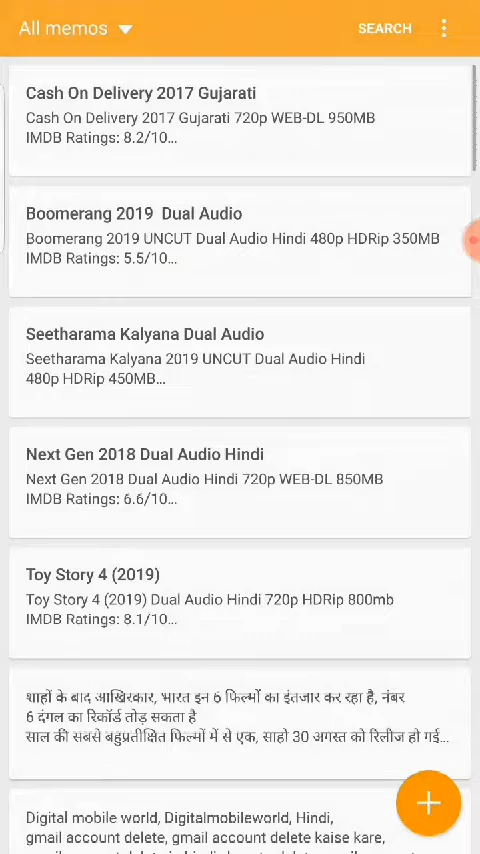 All memos
SEARCH
Cash On Delivery 2017 Gujarati
Cash On Delivery 2017 Gujarati 720p WEB-DL 950MB
IMDB Ratings: 8.2/10...
Boomerang 2019 Dual Audio
Boomerang 2019 UNCUT Dual Audio Hindi 480p HDRip 350MB
IMDB Ratings: 5.5/10...
Seetharama Kalyana Dual Audio
Seetharama Kalyana 2019 UNCUT Dual Audio Hindi
480p HDRip 450MB...
Next Gen 2018 Dual Audio Hindi
Next Gen 2018 Dual Audio Hindi 720p WEB-DL 850MB
IMDB Ratings: 6.6/10...
Toy Story 4 (2019)
Toy Story 4 (2019) Dual Audio Hindi 720p HDRip 800mb
IMDB Ratings: 8.1/10...
शाहों के बाद आखिरकार, भारत इन 6 फिल्मों का इंतजार कर रहा है, नंबर
6 दंगल का रिकॉर्ड तोड़ सकता है
साल की सबसे बहुप्रतीक्षित फिल्मों में से एक, साहो 30 अगस्त को रिलीज हो गई...
Digital mobile world, Digitalmobileworld, Hindi,
gmail account delete, gmail account delete kaise kare,